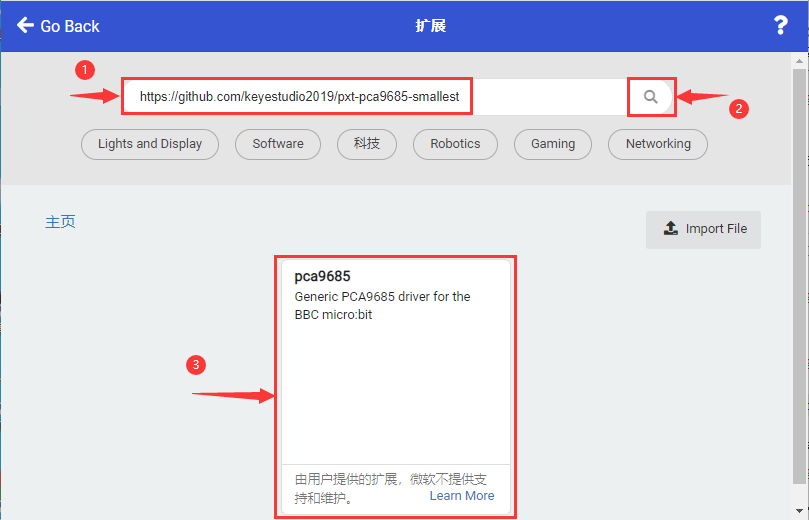 Go Back
扩展
?
1
https://github.com/keyestudio2019/pxt-pca9685-smallest
2
Lights and Display
Software
科技
Robotics
Gaming
Networking
主页
Import File
pca9685
Generic PCA9685 driver for the
BBC micro:bit
3
由用户提供的扩展，微软不提供支
持和维护。
Learn More